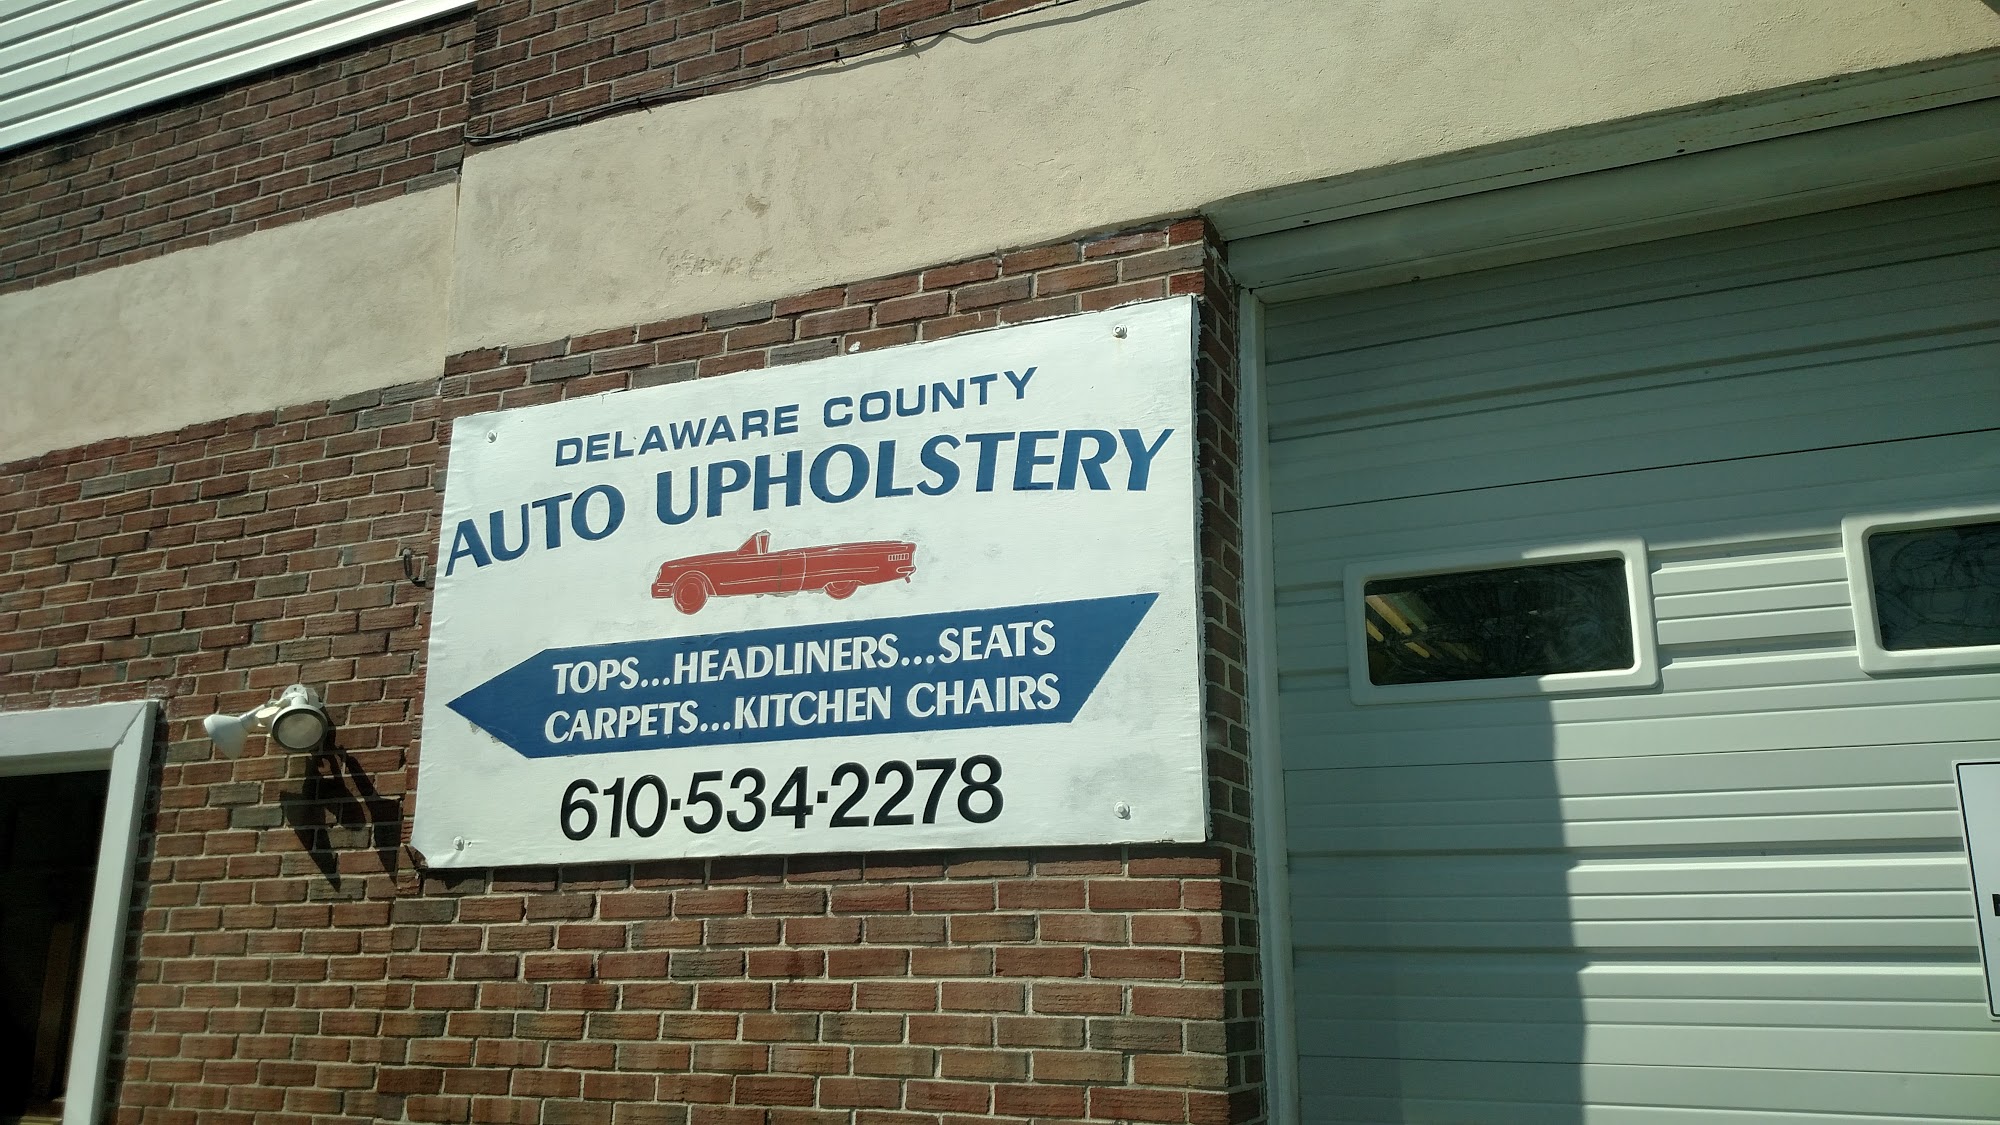 DELAWARE COUNTY
AUTO UPHOLSTERY
TOPS...HEADLINERS...SEATS
CARPETS...KITCHEN CHAIRS
610·534·2278